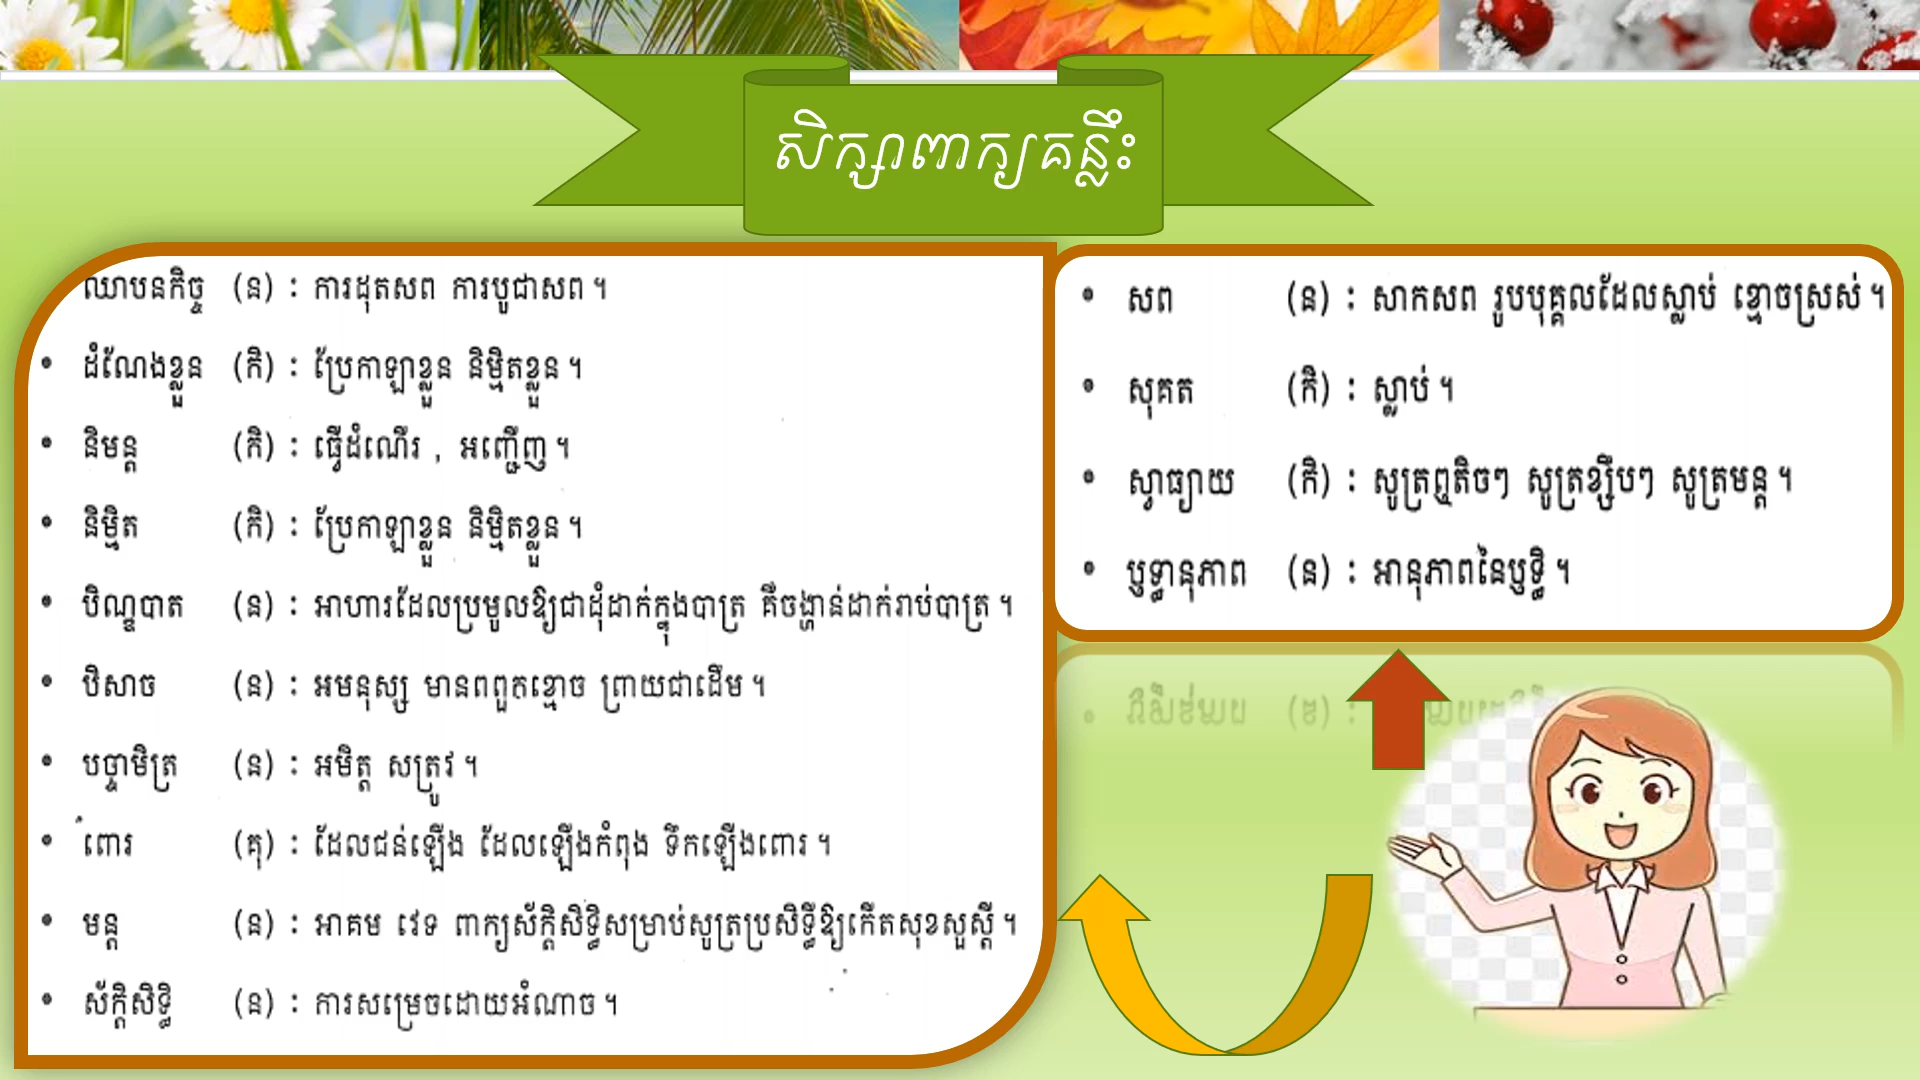 សិក្សាពាក្យគន្លឹះ
ឈាបនកិច្ច (ន) : ការដុតសព ការបូជាសព ។
• ដំណែងខ្លួន (កិ) : ប្រែកាឡាខ្លួន និម្មិតខ្លួន ។
• និមន្ត (កិ) : ធ្វើដំណើរ , អញ្ជើញ ។
• និម្មិត (កិ) : ប្រែកាឡាខ្លួន និម្មិតខ្លួន ។
• បិណ្ឌបាត (ន) : អាហារដែលប្រមូលឱ្យជាដុំដាក់ក្នុងបាត្រ គឺចង្ហាន់ដាក់រាប់បាត្រ ។
• បិសាច (ន) : អមនុស្ស មានពពួកខ្មោច ព្រាយជាដើម ។
• បច្ចាមិត្រ (ន) : អមិត្ត សត្រូវ ។
• ពោរ (គុ) : ដែលជន់ឡើង ដែលឡើងកំពុង ទឹកឡើងពោរ ។
• មន្ត (ន) : អាគម វេទ ពាក្យស័ក្តិសិទ្ធិសម្រាប់សូត្រប្រសិទ្ធិឱ្យកើតសុខសួស្តី ។
• ស័ក្តិសិទ្ធិ (ន) : ការសម្រេចដោយអំណាច ។
• សព (ន) : សាកសព រូបបុគ្គលដែលស្លាប់ ខ្មោចស្រស់ ។
• សុគត (កិ) : ស្លាប់ ។
• ស្វាធ្យាយ (កិ) : សូត្រឮតិចៗ សូត្រខ្សឹបៗ សូត្រមន្ត ។
• ឫទ្ធានុភាព (ន) : អានុភាពនៃឫទ្ធិ ។